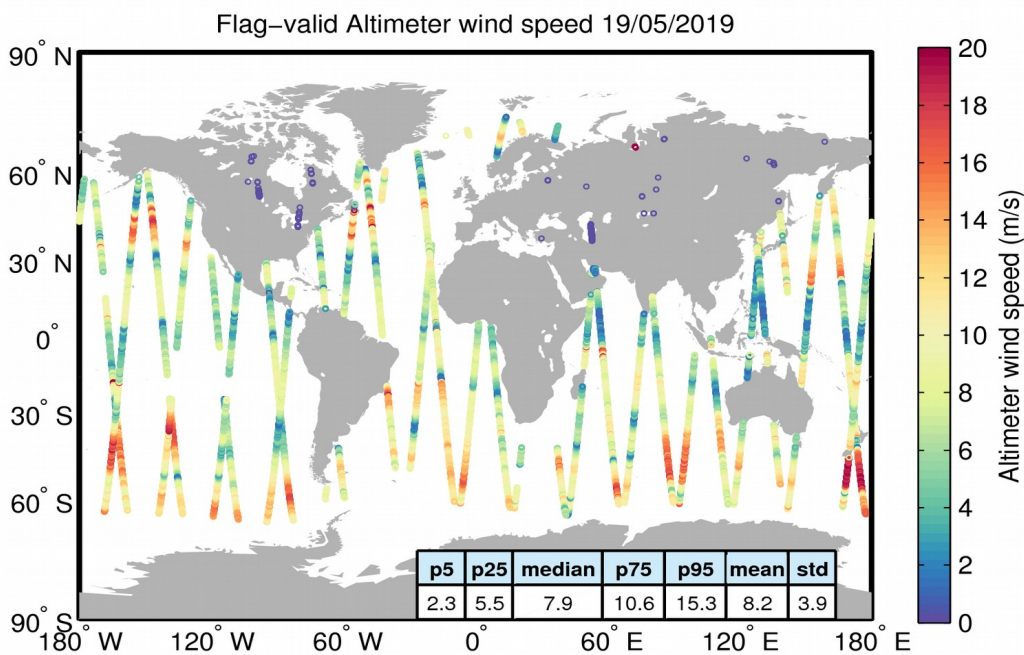 Flag-valid Altimeter wind speed 19/05/2019
90° N
60° N
30° N
0°
30° S
60° S
90° S
180° W
120° W
60° W
0°
60° E
120° E
180° E
p5 p25 median p75 p95 mean std
2.3 5.5 7.9 10.6 15.3 8.2 3.9
20
18
16
14
12
10
8
6
4
2
0
Altimeter wind speed (m/s)